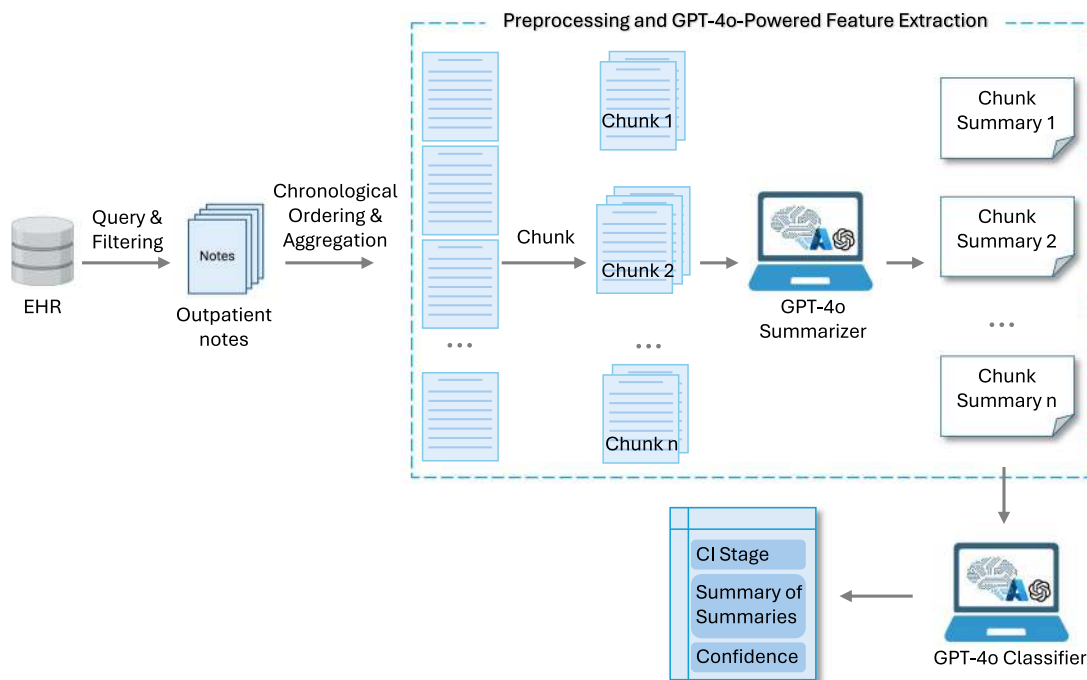 Preprocessing and GPT-4o-Powered Feature Extraction
EHR
Query &
Filtering
Notes
Outpatient
notes
Chronological
Ordering &
Aggregation
...
Chunk
Chunk 1
Chunk 2
...
Chunk n
GPT-4o
Summarizer
Chunk
Summary 1
Chunk
Summary 2
...
Chunk
Summary n
GPT-4o Classifier
CI Stage
Summary of
Summaries
Confidence